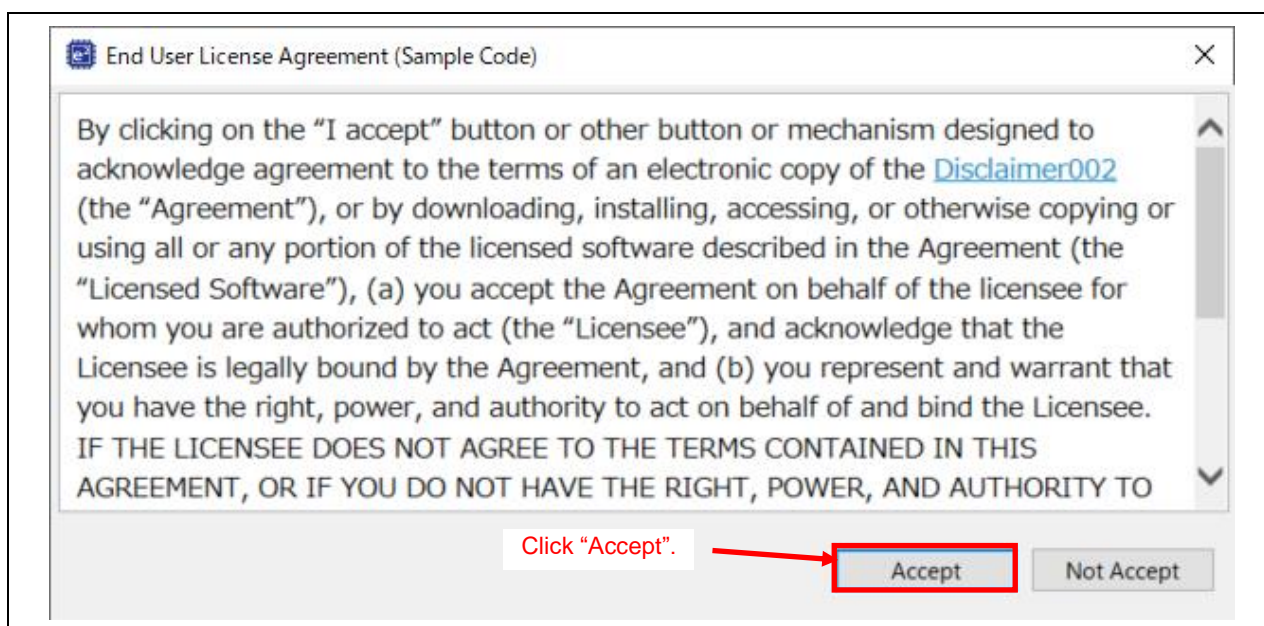 End User License Agreement (Sample Code)
By clicking on the “I accept” button or other button or mechanism designed to
acknowledge agreement to the terms of an electronic copy of the Disclaimer002
(the “Agreement”), or by downloading, installing, accessing, or otherwise copying or
using all or any portion of the licensed software described in the Agreement (the
“Licensed Software”), (a) you accept the Agreement on behalf of the licensee for
whom you are authorized to act (the “Licensee”), and acknowledge that the
Licensee is legally bound by the Agreement, and (b) you represent and warrant that
you have the right, power, and authority to act on behalf of and bind the Licensee.
IF THE LICENSEE DOES NOT AGREE TO THE TERMS CONTAINED IN THIS
AGREEMENT, OR IF YOU DO NOT HAVE THE RIGHT, POWER, AND AUTHORITY TO
Click “Accept”.
Accept
Not Accept